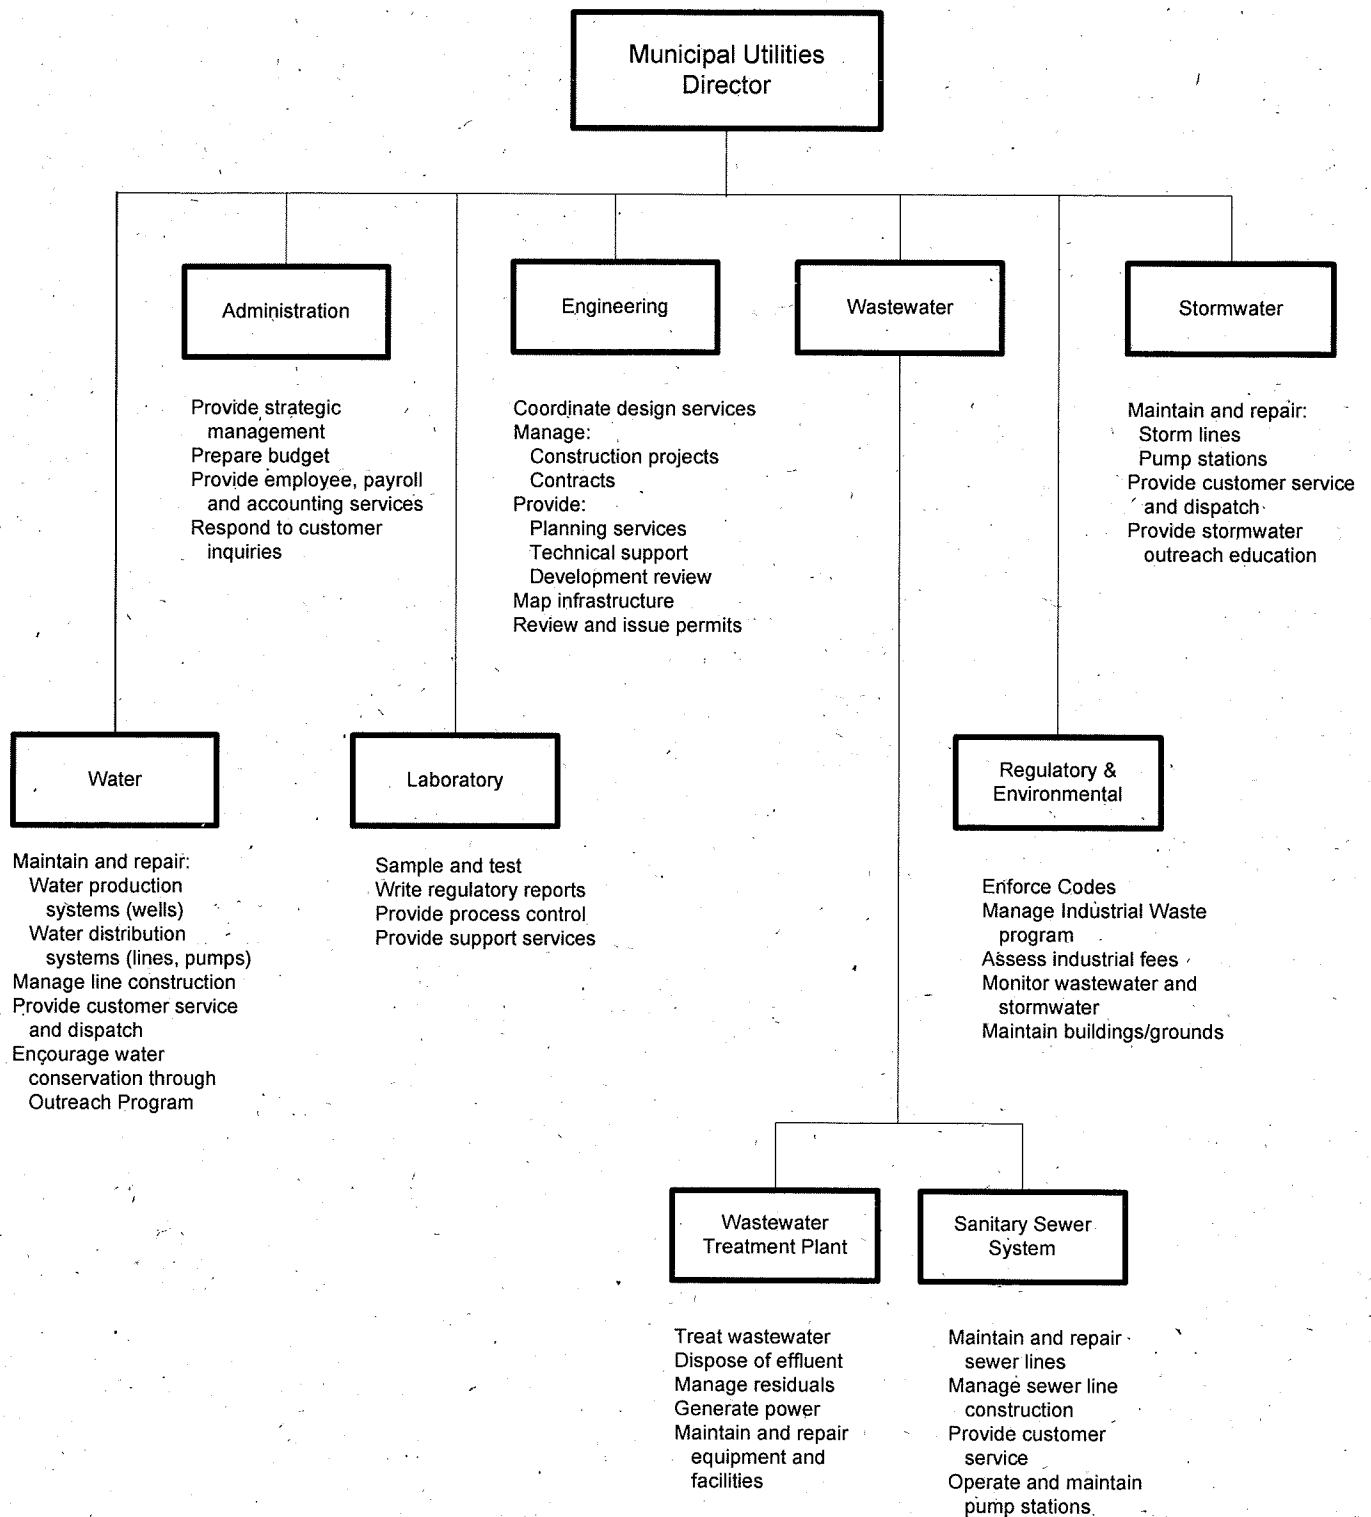 Municipal Utilities
Director
Administration
Provide strategic
management
Prepare budget
Provide employee, payroll
and accounting services
Respond to customer
inquiries
Engineering
Coordinate design services
Manage:
Construction projects
Contracts
Provide:
Planning services
Technical support
Development review
Map infrastructure
Review and issue permits
Wastewater
Stormwater
Maintain and repair:
Storm lines
Pump stations
Provide customer service
and dispatch
Provide stormwater
outreach education
Water
Maintain and repair:
Water production
systems (wells)
Water distribution
systems (lines, pumps)
Manage line construction
Provide customer service
and dispatch
Encourage water
conservation through
Outreach Program
Laboratory
Sample and test
Write regulatory reports
Provide process control
Provide support services
Regulatory &
Environmental
Enforce Codes
Manage Industrial Waste
program
Assess industrial fees
Monitor wastewater and
stormwater
Maintain buildings/grounds
Wastewater
Treatment Plant
Treat wastewater
Dispose of effluent
Manage residuals
Generate power
Maintain and repair
equipment and
facilities
Sanitary Sewer
System
Maintain and repair
sewer lines
Manage sewer line
construction
Provide customer
service
Operate and maintain
pump stations